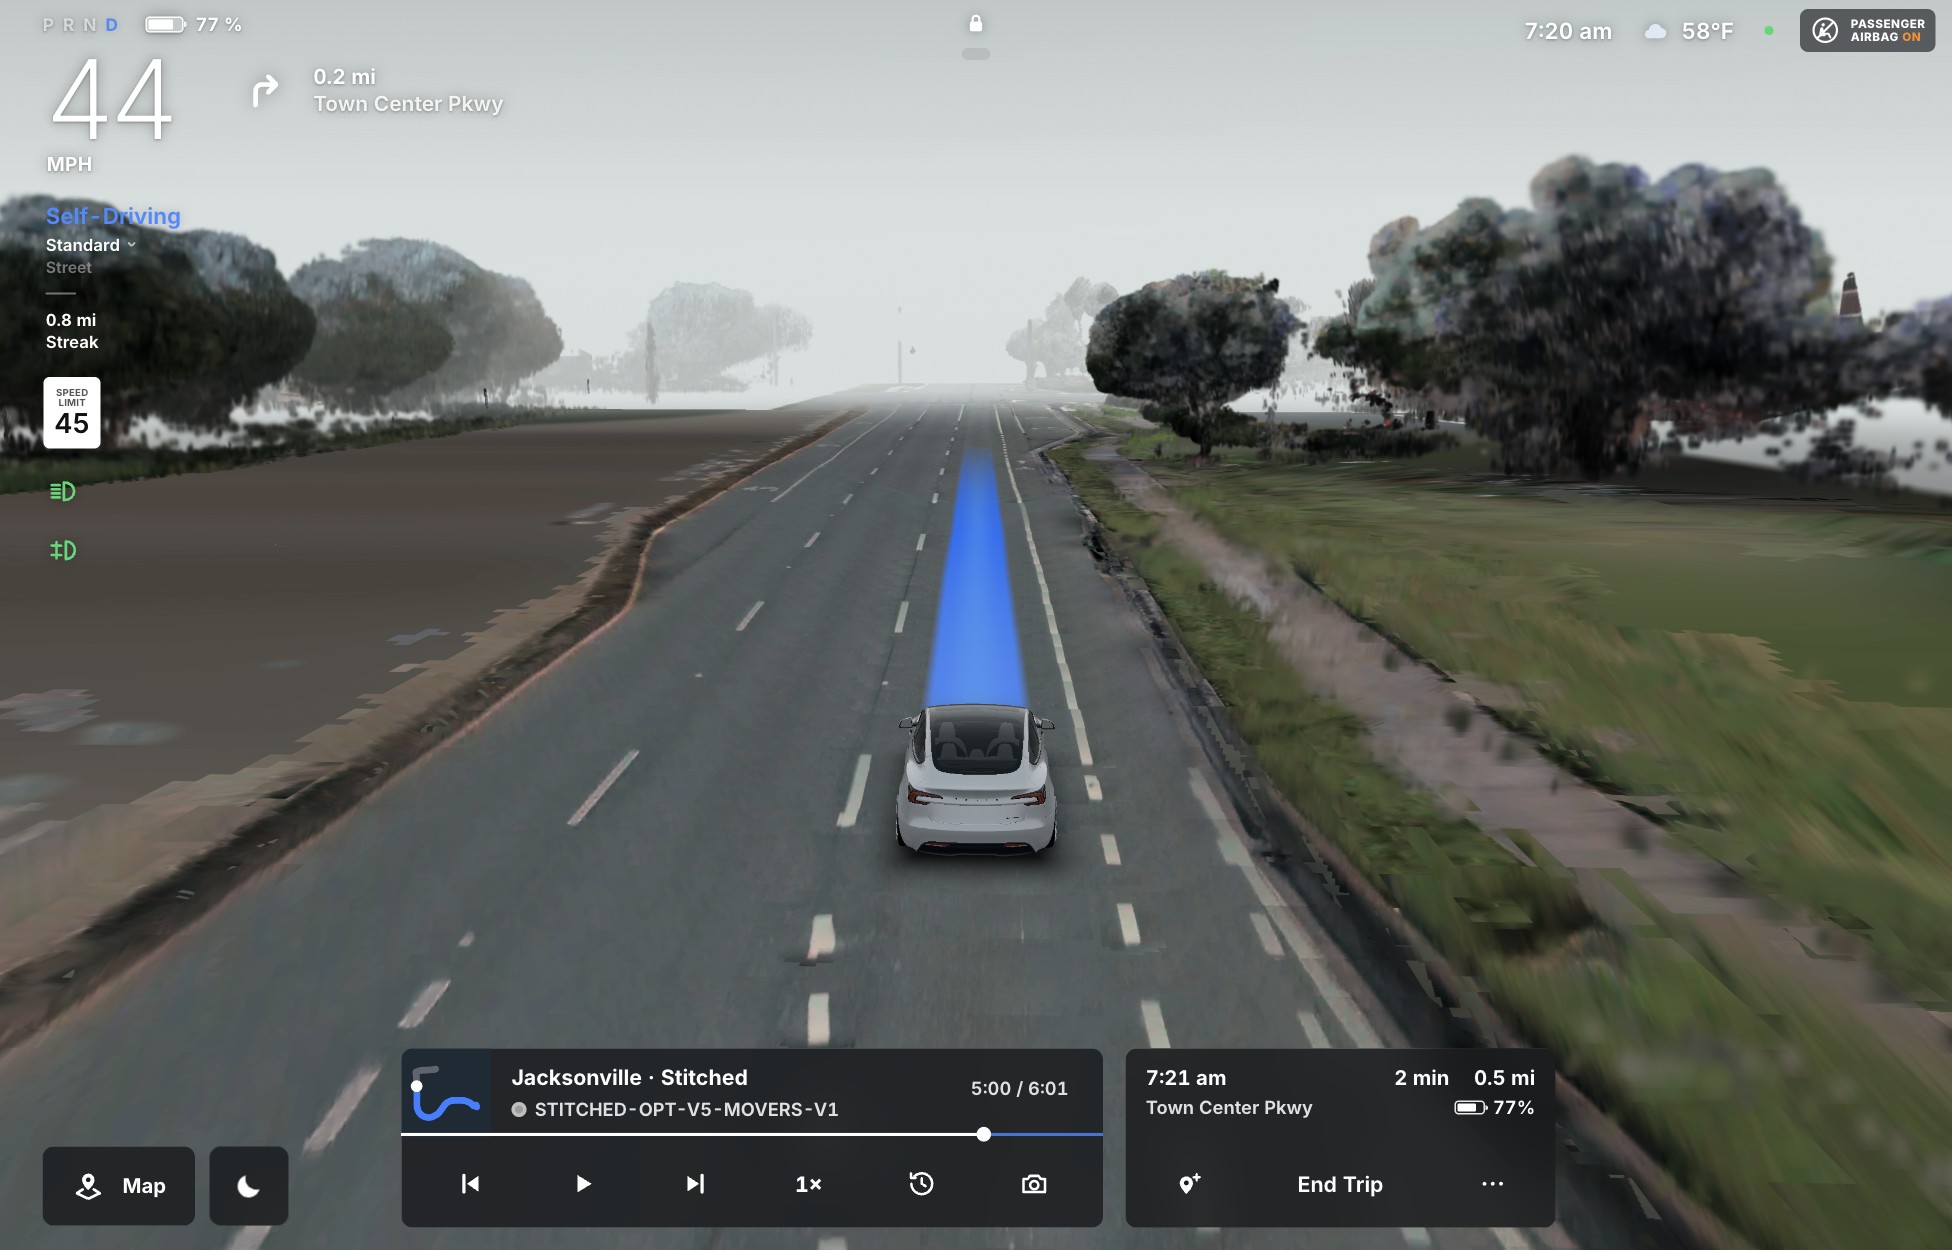 P R N D
77 %
7:20 am
58°F
PASSENGER
AIRBAG ON
44
MPH
0.2 mi
Town Center Pkwy
Self-Driving
Standard
Street
0.8 mi
Streak
SPEED
LIMIT
45
Jacksonville · Stitched
STITCHED-OPT-V5-MOVERS-V1
5:00 / 6:01
1×
7:21 am
2 min
0.5 mi
Town Center Pkwy
77%
End Trip
Map